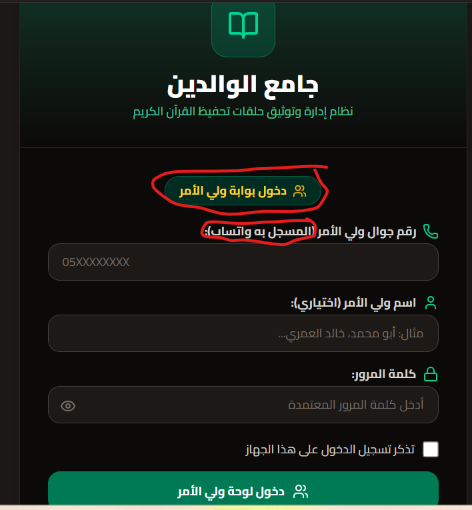 جامع الوالدين
نظام إدارة وتوثيق حلقات تحفيظ القرآن الكريم
دخول بوابة ولي الأمر
رقم جوال ولي الأمر (المسجل به واتساب):
05XXXXXXXX
اسم ولي الأمر (اختياري):
مثال: أبو محمد، خالد العمري...
كلمة المرور:
أدخل كلمة المرور المعتمدة
تذكر تسجيل الدخول على هذا الجهاز
دخول لوحة ولي الأمر